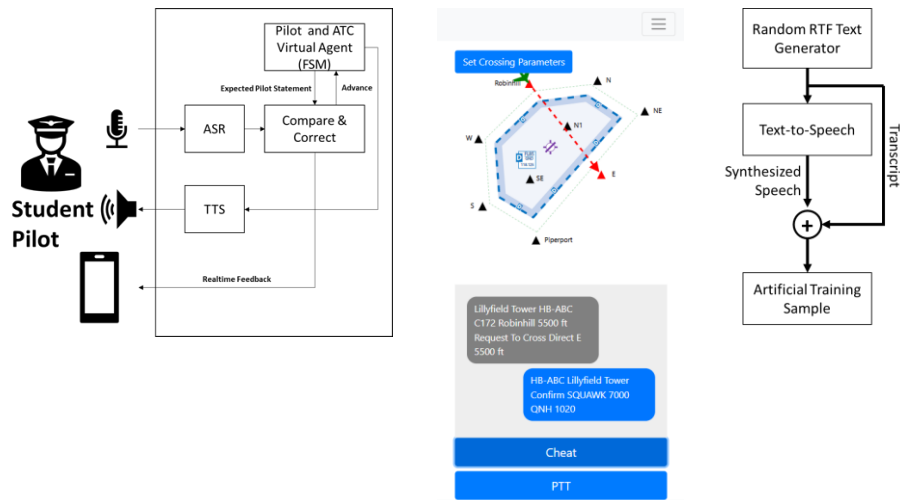 Pilot and ATC
Virtual Agent
(FSM)
Expected Pilot Statement
Advance
ASR
Compare &
Correct
TTS
Student
Pilot
Realtime Feedback
Set Crossing Parameters
Robinhill
N
NE
W
N1
SE
E
S
Piperport
Lillyfield Tower HB-ABC
C172 Robinhill 5500 ft
Request To Cross Direct E
5500 ft
HB-ABC Lillyfield Tower
Confirm SQUAWK 7000
QNH 1020
Cheat
PTT
Random RTF Text
Generator
Text-to-Speech
Transcript
Synthesized
Speech
+
Artificial Training
Sample